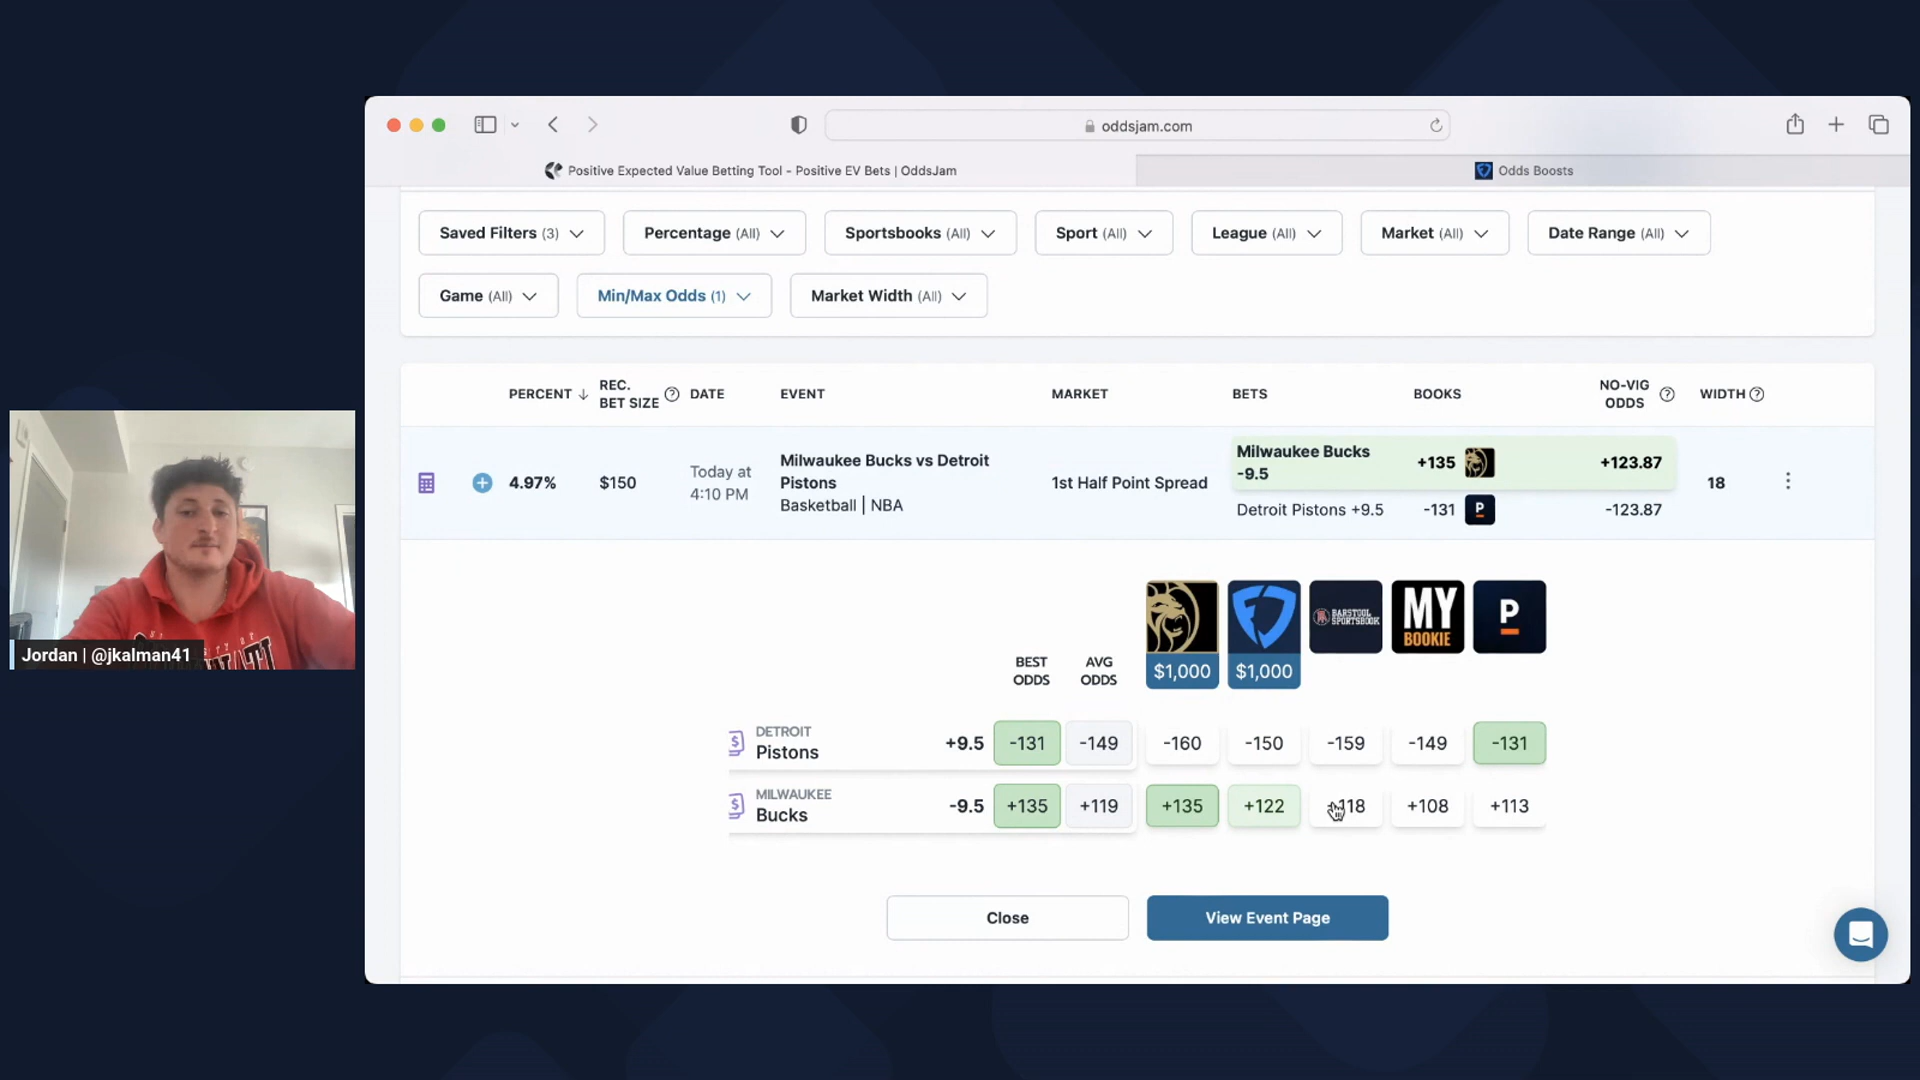 oddsjam.com
Positive Expected Value Betting Tool - Positive EV Bets | OddsJam
Odds Boosts
Saved Filters (3)
Percentage (All)
Sportsbooks (All)
Sport (All)
League (All)
Market (All)
Date Range (All)
Game (All)
Min/Max Odds (1)
Market Width (All)
PERCENT
REC.
BET SIZE
DATE
EVENT
MARKET
BETS
BOOKS
NO-VIG
ODDS
WIDTH
4.97%
$150
Today at
4:10 PM
Milwaukee Bucks vs Detroit
Pistons
Basketball | NBA
1st Half Point Spread
Milwaukee Bucks
-9.5
+135
+123.87
Detroit Pistons +9.5
-131
P
-123.87
18
BEST
ODDS
AVG
ODDS
$1,000
$1,000
BARSTOOL
SPORTSBOOK
MY
BOOKIE
P
DETROIT
Pistons
+9.5
-131
-149
-160
-150
-159
-149
-131
MILWAUKEE
Bucks
-9.5
+135
+119
+135
+122
18
+108
+113
Close
View Event Page
Jordan | @jkalman41